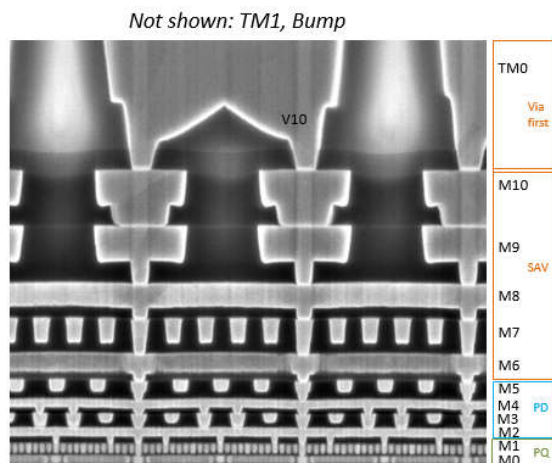 Not shown: TM1, Bump
TM0
Via
first
V10
M10
M9
SAV
M8
M7
M6
M5
M4
PD
M3
M2
M1
PQ
M0